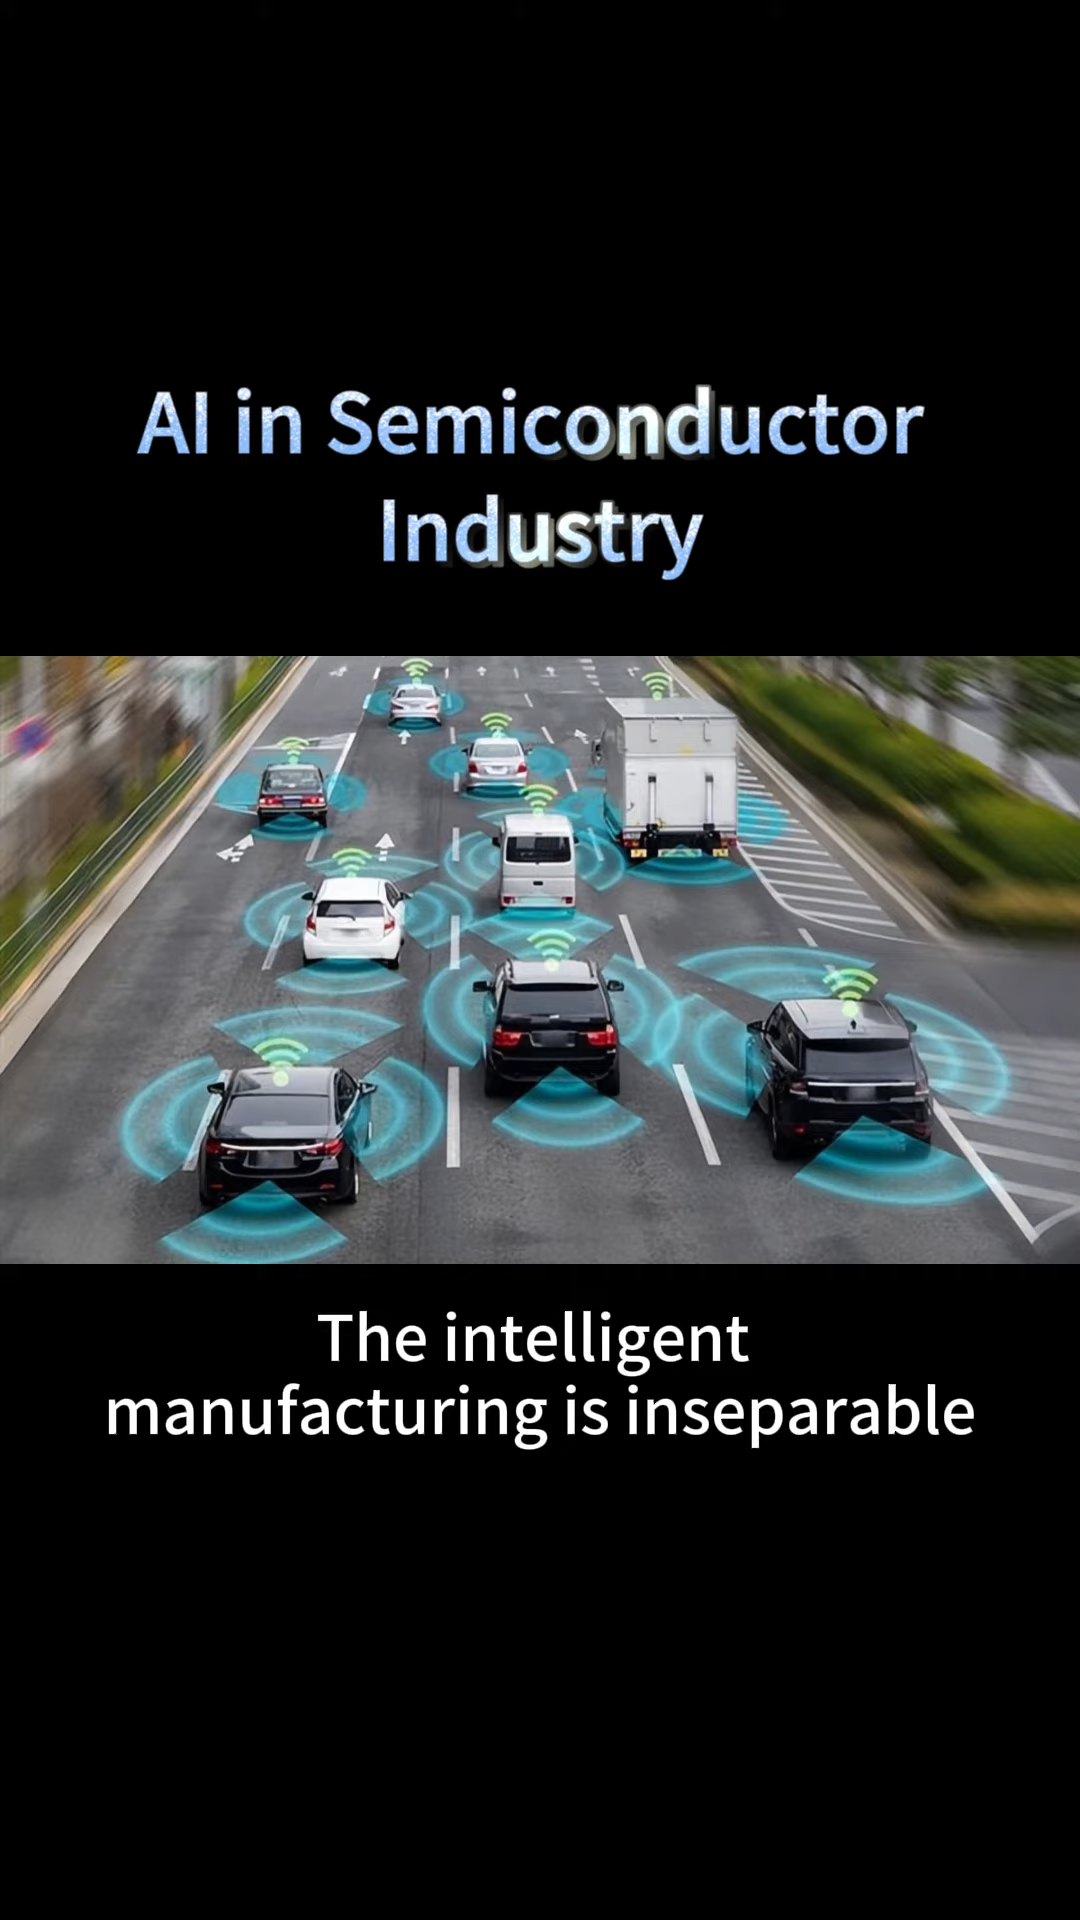 AI in Semiconductor
Industry
The intelligent
manufacturing is inseparable